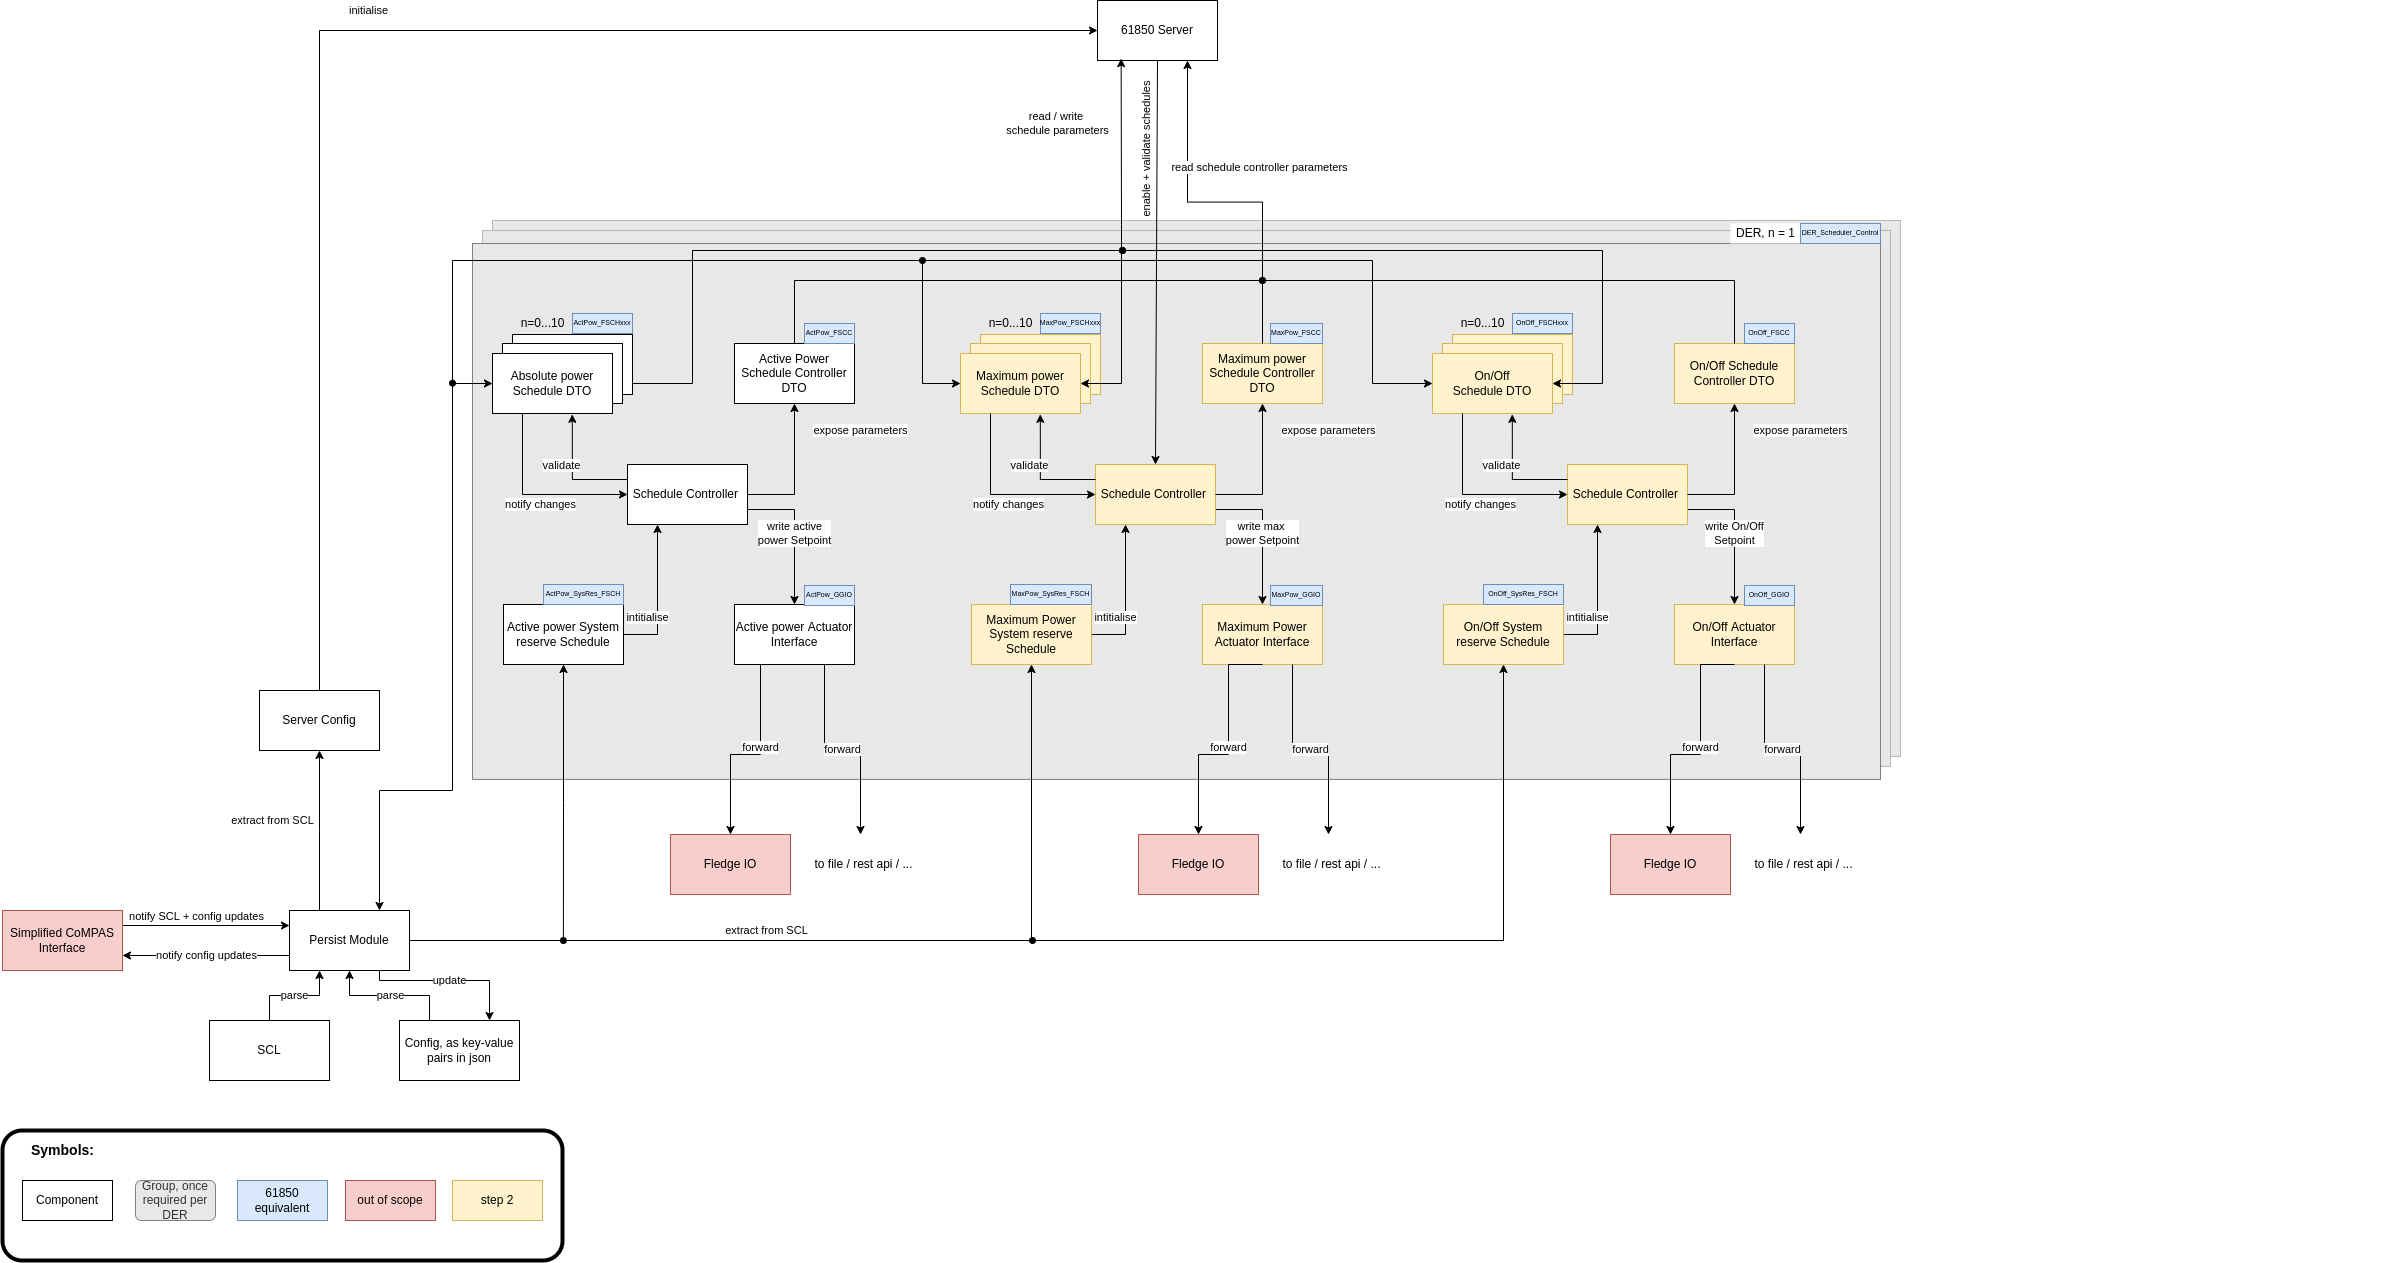 initialise
61850 Server
read / write
schedule parameters
enable + validate schedules
read schedule controller parameters
DER, n = 1
DER_Scheduler_Control
n=0...10
ActPow_FSCHxxx
ActPow_FSCC
n=0...10
MaxPow_FSCHxxx
MaxPow_FSCC
n=0...10
OnOff_FSCHxxx
OnOff_FSCC
Absolute power
Schedule DTO
Active Power
Schedule Controller
DTO
Maximum power
Schedule DTO
Maximum power
Schedule Controller
DTO
On/Off
Schedule DTO
On/Off Schedule
Controller DTO
expose parameters
expose parameters
expose parameters
validate
validate
validate
Schedule Controller
Schedule Controller
Schedule Controller
notify changes
notify changes
notify changes
write active
power Setpoint
write max
power Setpoint
write On/Off
Setpoint
ActPow_SysRes_FSCH
ActPow_GGIO
MaxPow_SysRes_FSCH
MaxPow_GGIO
OnOff_SysRes_FSCH
OnOff_GGIO
intitialise
intitialise
intitialise
Active power System
reserve Schedule
Active power Actuator
Interface
Maximum Power
System reserve
Schedule
Maximum Power
Actuator Interface
On/Off System
reserve Schedule
On/Off Actuator
Interface
Server Config
forward
forward
forward
forward
forward
forward
extract from SCL
Fledge IO
to file / rest api / ...
Fledge IO
to file / rest api / ...
Fledge IO
to file / rest api / ...
Simplified CoMPAS
Interface
notify SCL + config updates
notify config updates
Persist Module
extract from SCL
update
parse
parse
SCL
Config, as key-value
pairs in json
Symbols:
Component
Group, once
required per
DER
61850
equivalent
out of scope
step 2